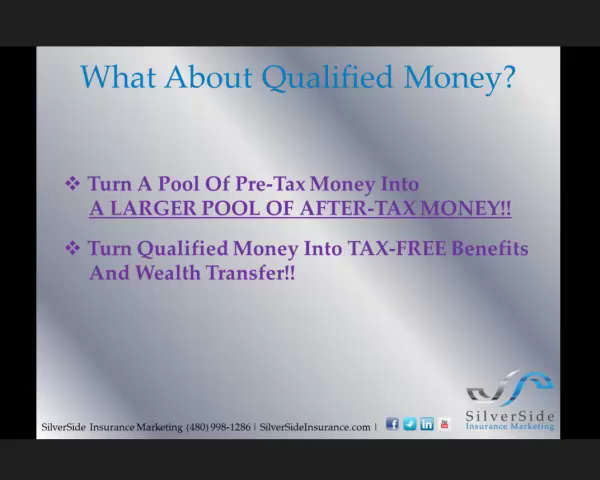 What About Qualified Money?
❖ Turn A Pool Of Pre-Tax Money Into
A LARGER POOL OF AFTER-TAX MONEY!!
❖ Turn Qualified Money Into TAX-FREE Benefits
And Wealth Transfer!!
SilverSide
Insurance Marketing
SilverSide Insurance Marketing (480) 998-1286 | SilverSideInsurance.com |